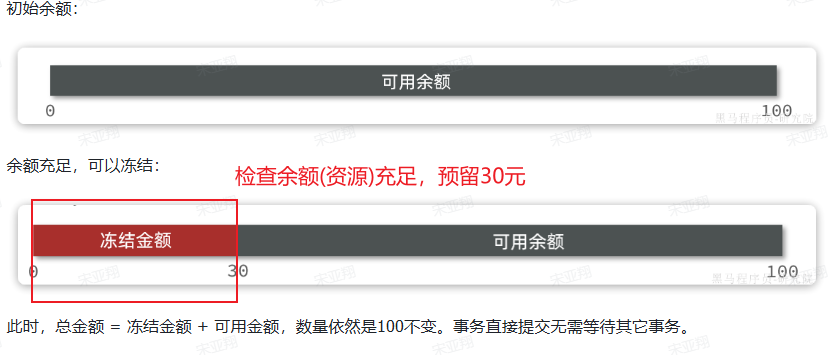 初始余额：
可用余额
0 100
黑马程序员-研究院
余额充足，可以冻结：
检查余额(资源)充足，预留30元
冻结金额 可用余额
0 30 100
黑马程序员-研究院
此时，总金额 = 冻结金额 + 可用金额，数量依然是100不变。事务直接提交无需等待其它事务。
宋亚翔